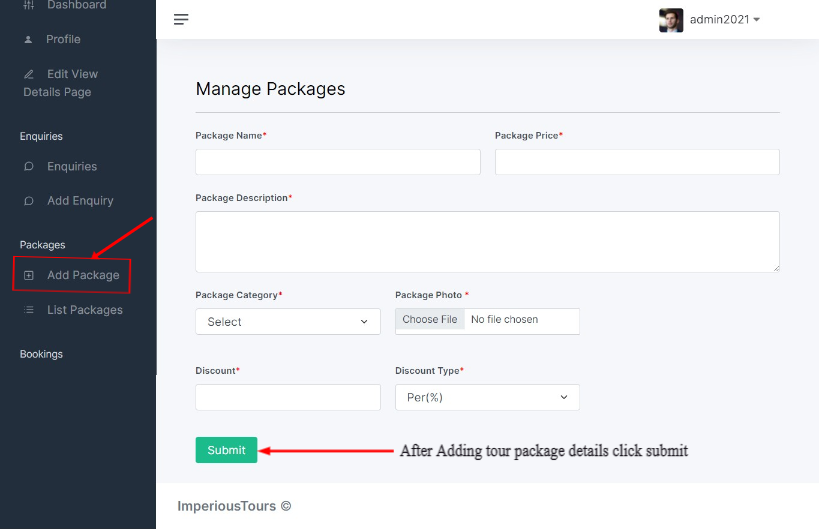 Dashboard
admin2021
Profile
Edit View
Details Page
Enquiries
Enquiries
Add Enquiry
Packages
Add Package
List Packages
Bookings
Manage Packages
Package Name*
Package Price*
Package Description*
Package Category*
Package Photo *
Select
Choose File No file chosen
Discount*
Discount Type*
Per(%)
Submit
After Adding tour package details click submit
ImperiousTours ©